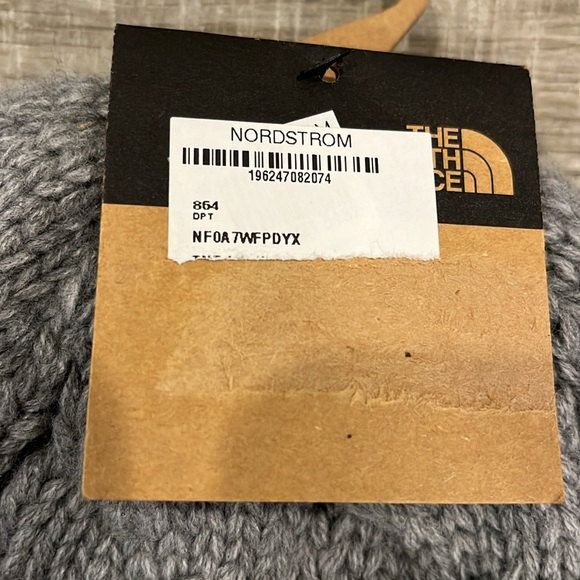 NORDSTROM
196247082074
864
DPT
NF0A7WFPDYX
THE
TH
CE